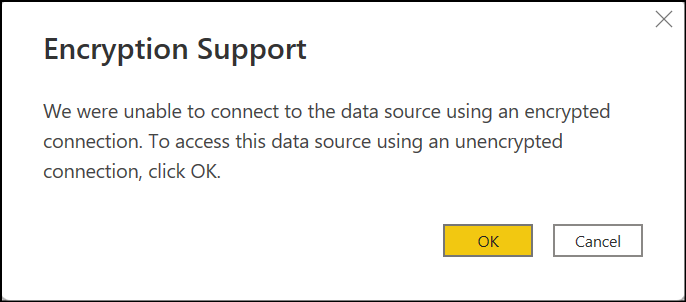 Encryption Support
We were unable to connect to the data source using an encrypted
connection. To access this data source using an unencrypted
connection, click OK.
OK
Cancel